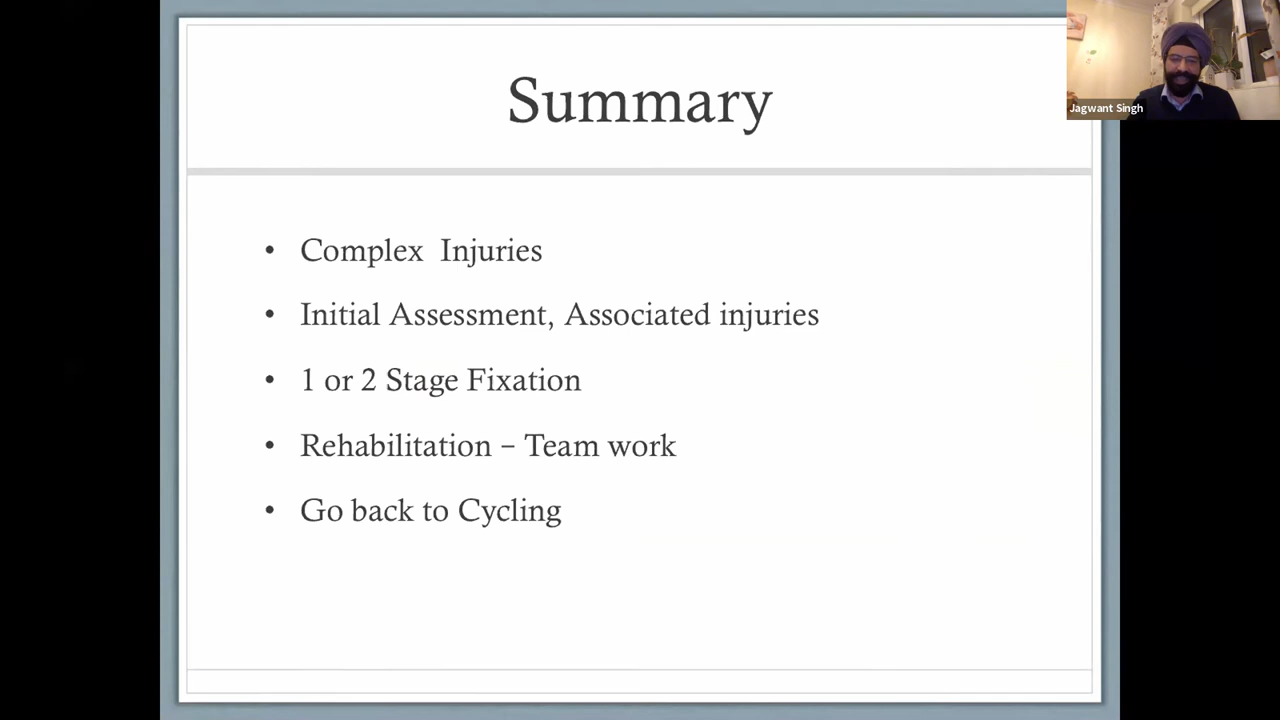 Summary
Jagwant Singh
• Complex Injuries
• Initial Assessment, Associated injuries
• 1 or 2 Stage Fixation
• Rehabilitation – Team work
• Go back to Cycling